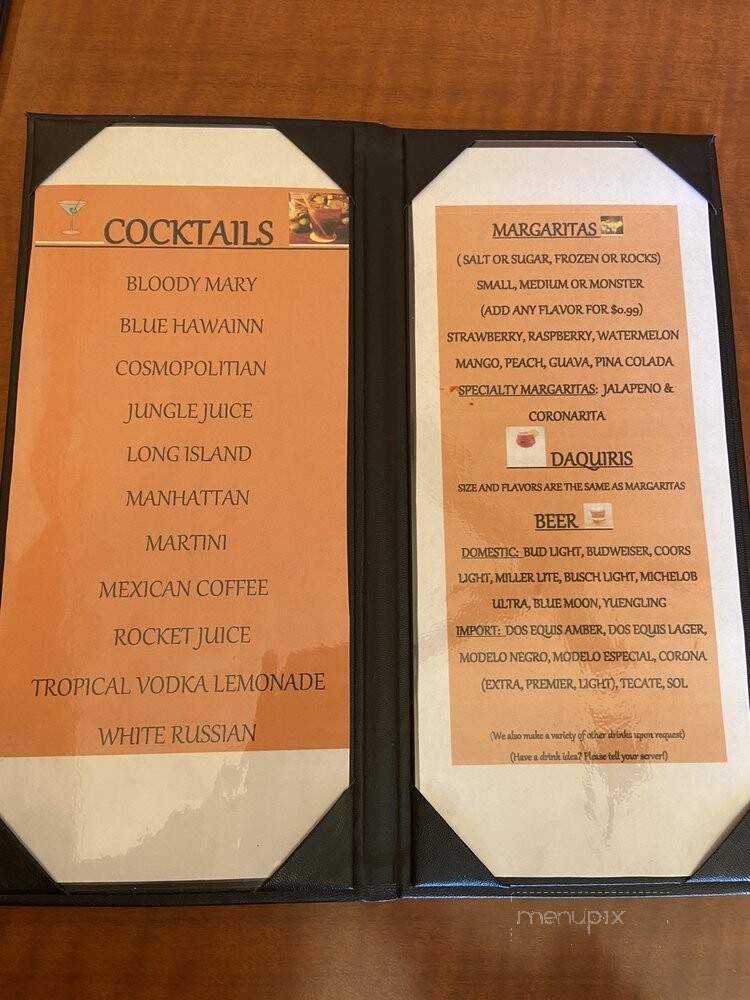 COCKTAILS
BLOODY MARY
BLUE HAWAINN
COSMOPOLITIAN
JUNGLE JUICE
LONG ISLAND
MANHATTAN
MARTINI
MEXICAN COFFEE
ROCKET JUICE
TROPICAL VODKA LEMONADE
WHITE RUSSIAN
MARGARITAS
( SALT OR SUGAR, FROZEN OR ROCKS)
SMALL, MEDIUM OR MONSTER
(ADD ANY FLAVOR FOR $0.99)
STRAWBERRY, RASPBERRY, WATERMELON
MANGO, PEACH, GUAVA, PINA COLADA
SPECIALTY MARGARITAS: JALAPENO &
CORONARITA
DAQUIRIS
SIZE AND FLAVORS ARE THE SAME AS MARGARITAS
BEER
DOMESTIC: BUD LIGHT, BUDWEISER, COORS
LIGHT, MILLER LITE, BUSCH LIGHT, MICHELOB
ULTRA, BLUE MOON, YUENGLING
IMPORT: DOS EQUIS AMBER, DOS EQUIS LAGER,
MODELO NEGRO, MODELO ESPECIAL, CORONA
(EXTRA, PREMIER, LIGHT), TECATE, SOL
(We also make a variety of other drinks upon request)
(Have a drink idea? Please tell your server!)
menupix